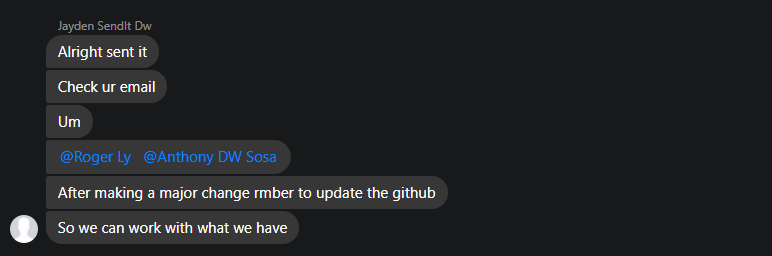 Jayden SendIt Dw
Alright sent it
Check ur email
Um
@Roger Ly @Anthony DW Sosa
After making a major change rmber to update the github
So we can work with what we have